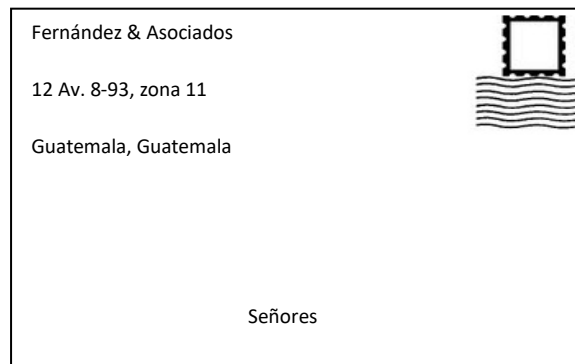 Fernández & Asociados
12 Av. 8-93, zona 11
Guatemala, Guatemala
Señores